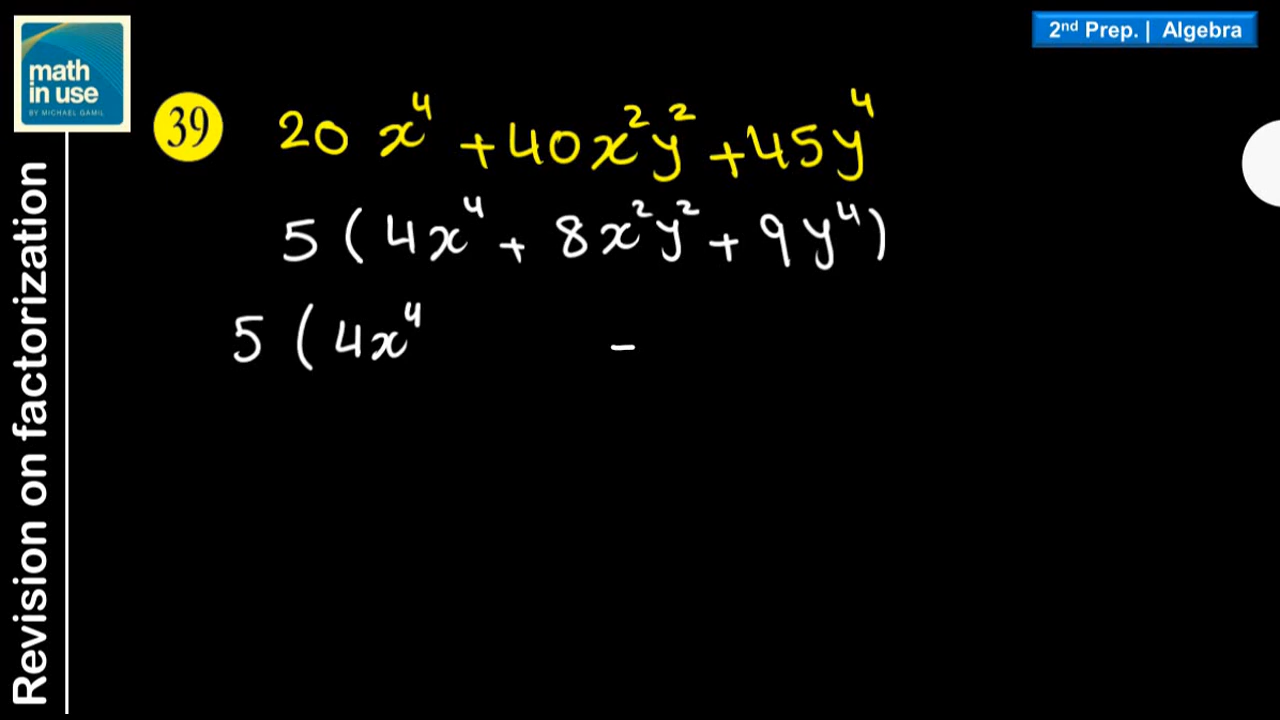 2nd Prep. | Algebra
math
in use
BY MICHAEL GAMIL
39 20 x⁴ + 40x²y² + 45y⁴
5 ( 4x⁴ + 8x²y² + 9y⁴ )
5 ( 4x⁴ –
Revision on factorization